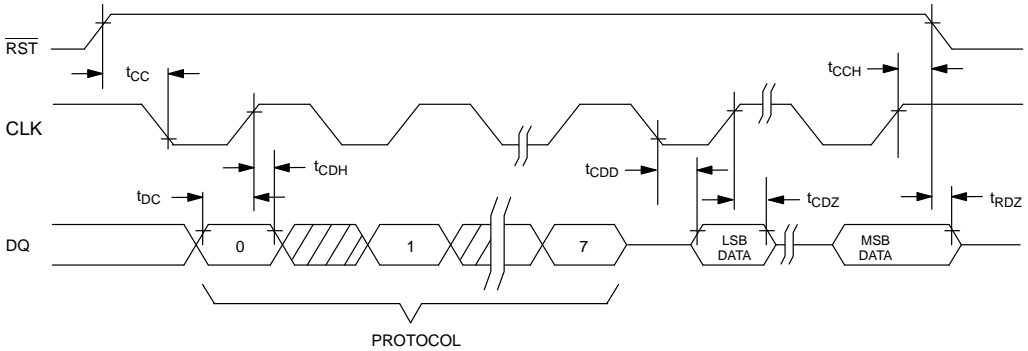 RST
tCC
tCCH
CLK
tCDH
tCDD
tDC
tCDZ
tRDZ
DQ
0
1
7
LSB
DATA
MSB
DATA
PROTOCOL